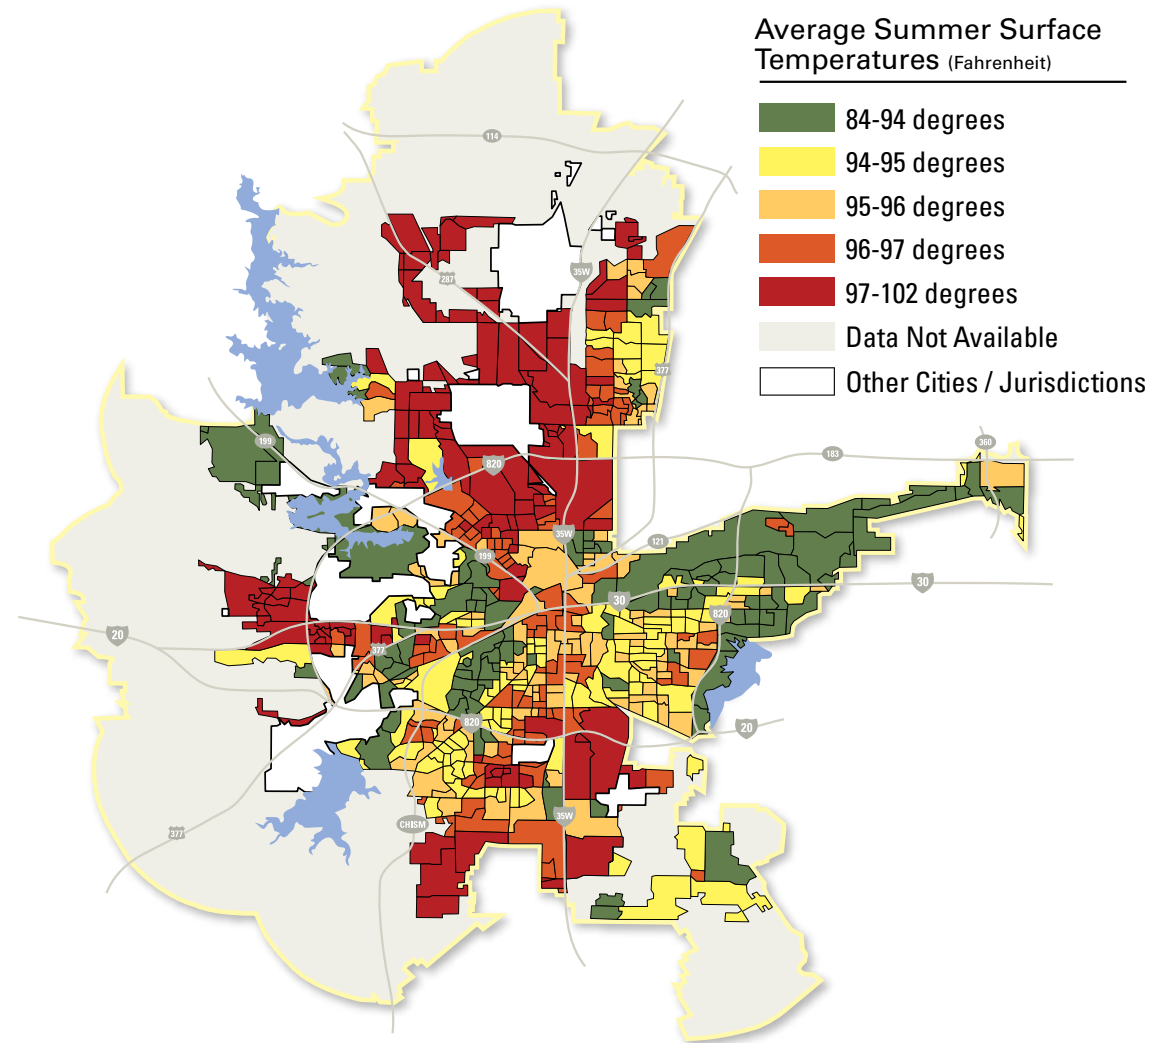 Average Summer Surface
Temperatures (Fahrenheit)
84-94 degrees
94-95 degrees
95-96 degrees
96-97 degrees
97-102 degrees
Data Not Available
Other Cities / Jurisdictions
114
287
35W
377
199
820
183
360
35W
121
199
30
30
820
20
377
820
20
35W
CHISM
377